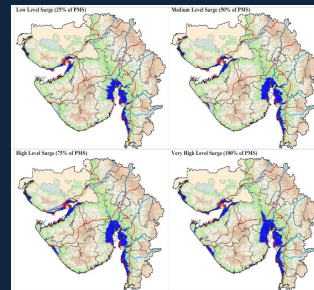 Low Level Surge (25% of PMS)
Medium Level Surge (50% of PMS)
High Level Surge (75% of PMS)
Very High Level Surge (100% of PMS)